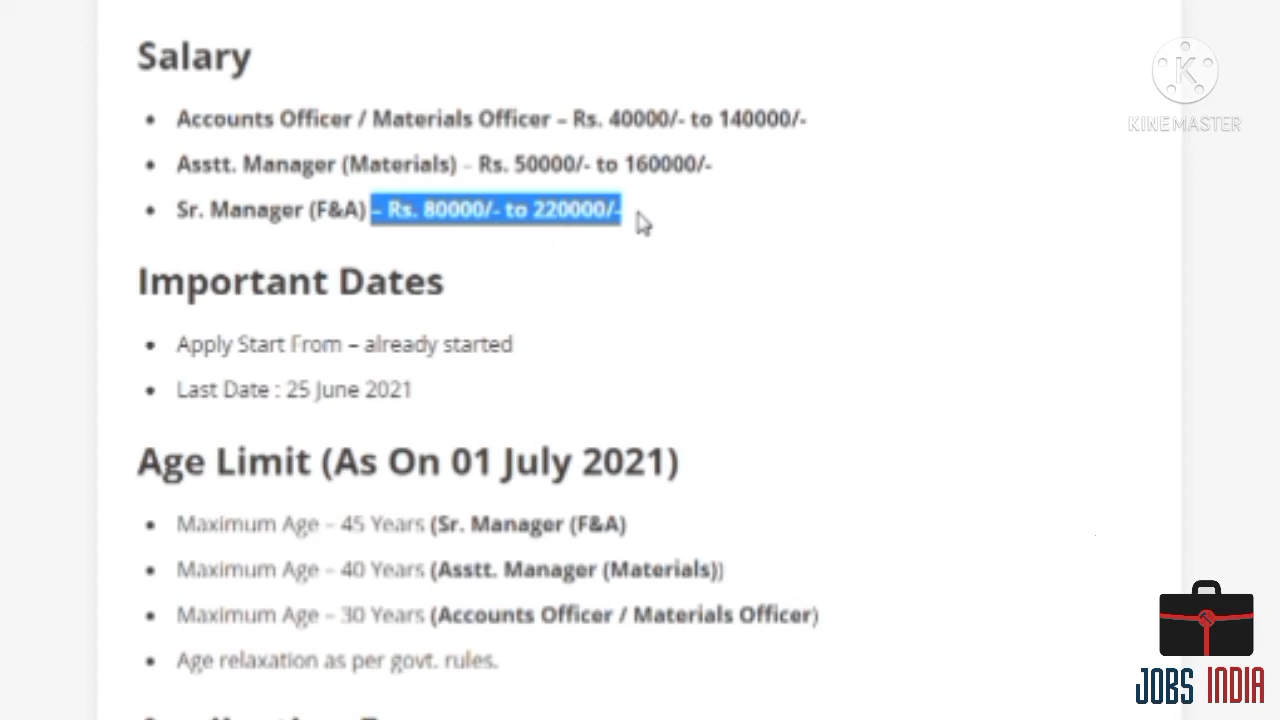 Salary
Accounts Officer / Materials Officer – Rs. 40000/- to 140000/-
Asstt. Manager (Materials) – Rs. 50000/- to 160000/-
Sr. Manager (F&A) – Rs. 80000/- to 220000/-
Important Dates
Apply Start From – already started
Last Date : 25 June 2021
Age Limit (As On 01 July 2021)
Maximum Age – 45 Years (Sr. Manager (F&A)
Maximum Age – 40 Years (Asstt. Manager (Materials))
Maximum Age – 30 Years (Accounts Officer / Materials Officer)
Age relaxation as per govt. rules.
K
KINEMASTER
JOBS INDIA